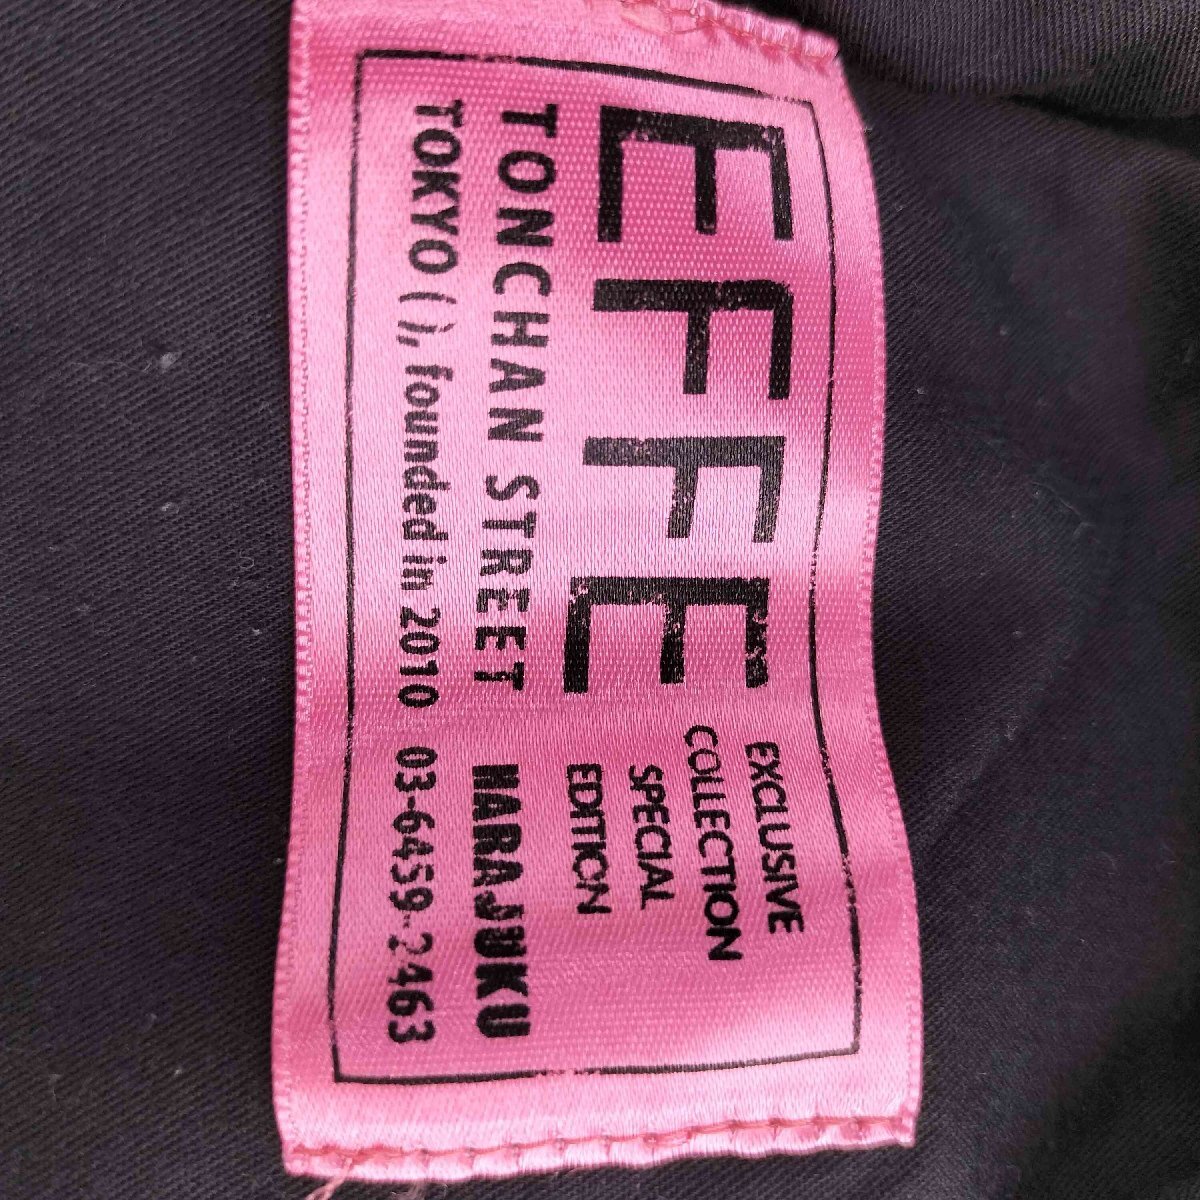 EFFE
EXCLUSIVE
COLLECTION
SPECIAL
EDITION
TONCHAN STREET HARAJUKU
TOKYO ( ), founded in 2010 03-6459-2463